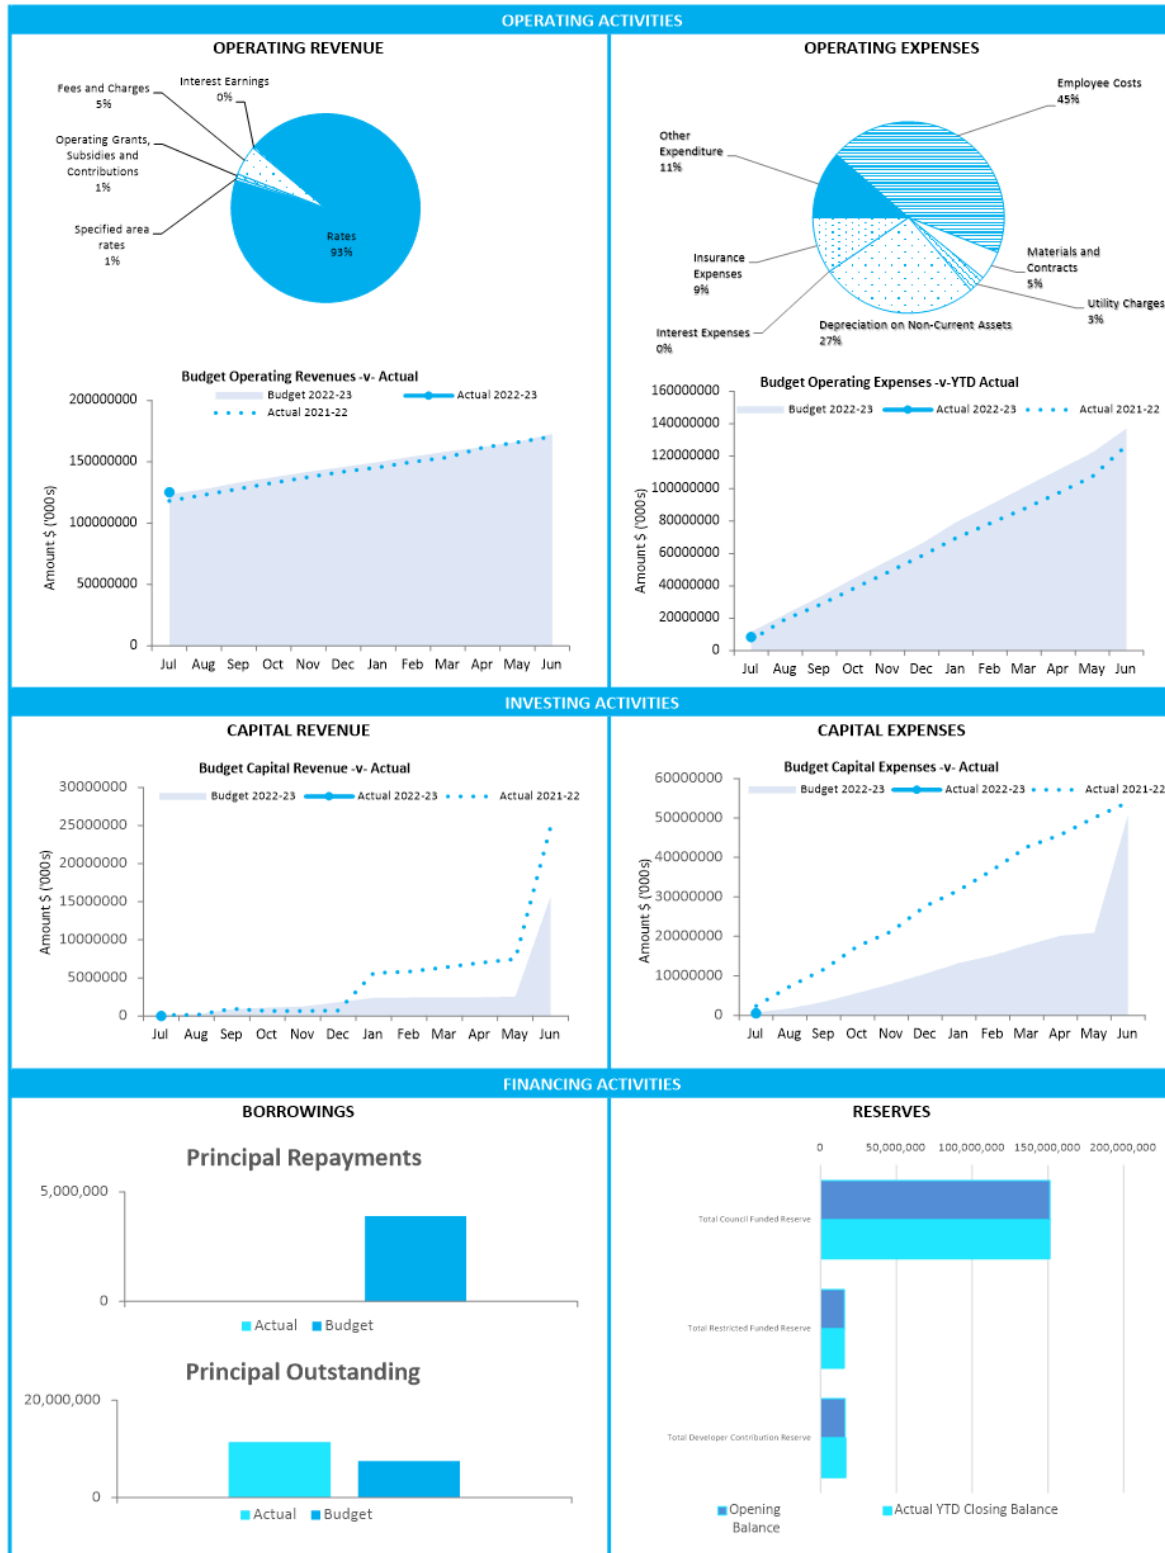 OPERATING ACTIVITIES
OPERATING REVENUE
Interest Earnings
0%
Fees and Charges
5%
Operating Grants,
Subsidies and
Contributions
1%
Specified area
rates
1%
Rates
93%
Budget Operating Revenues -v- Actual
Budget 2022-23
Actual 2022-23
Actual 2021-22
Amount $ ('000s)
200000000
150000000
100000000
50000000
0
Jul Aug Sep Oct Nov Dec Jan Feb Mar Apr May Jun
OPERATING EXPENSES
Employee Costs
45%
Other
Expenditure
11%
Insurance
Expenses
9%
Interest Expenses
0%
Depreciation on Non-Current Assets
27%
Materials and
Contracts
5%
Utility Charges
3%
Budget Operating Expenses -v-YTD Actual
Budget 2022-23 Actual 2022-23 Actual 2021-22
Amount $ ('000s)
160000000
140000000
120000000
100000000
80000000
60000000
40000000
20000000
0
Jul Aug Sep Oct Nov Dec Jan Feb Mar Apr May Jun
INVESTING ACTIVITIES
CAPITAL REVENUE
Budget Capital Revenue -v- Actual
Budget 2022-23 Actual 2022-23 Actual 2021-22
Amount $ ('000s)
30000000
25000000
20000000
15000000
10000000
5000000
0
Jul Aug Sep Oct Nov Dec Jan Feb Mar Apr May Jun
CAPITAL EXPENSES
Budget Capital Expenses -v- Actual
Budget 2022-23 Actual 2022-23 Actual 2021-22
Amount $ ('000s)
60000000
50000000
40000000
30000000
20000000
10000000
0
Jul Aug Sep Oct Nov Dec Jan Feb Mar Apr May Jun
FINANCING ACTIVITIES
BORROWINGS
Principal Repayments
5,000,000
0
Actual Budget
Principal Outstanding
20,000,000
0
Actual Budget
RESERVES
0 50,000,000 100,000,000 150,000,000 200,000,000
Total Council Funded Reserve
Total Restricted Funded Reserve
Total Developer Contribution Reserve
Opening
Balance
Actual YTD Closing Balance